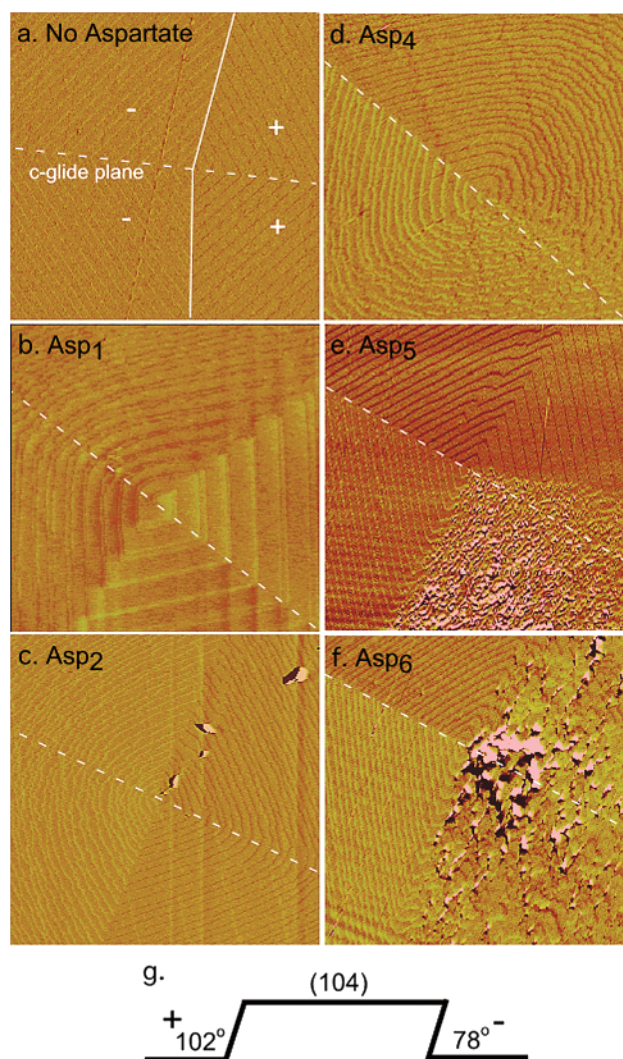 a. No Aspartate
-
+
c-glide plane
-
+
b. Asp1
c. Asp2
d. Asp4
e. Asp5
f. Asp6
g.
(104)
+
102°
78°
-